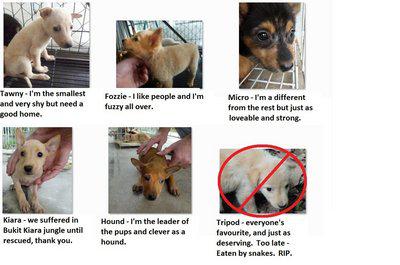 Tawny - I'm the smallest
and very shy but need a
good home.
Fozzie - I like people and I'm
fuzzy all over.
Micro - I'm a different
from the rest but just as
loveable and strong.
Kiara - we suffered in
Bukit Kiara jungle until
rescued, thank you.
Hound - I'm the leader of
the pups and clever as a
hound.
Tripod - everyone's
favourite, and just as
deserving. Too late -
Eaten by snakes. RIP.